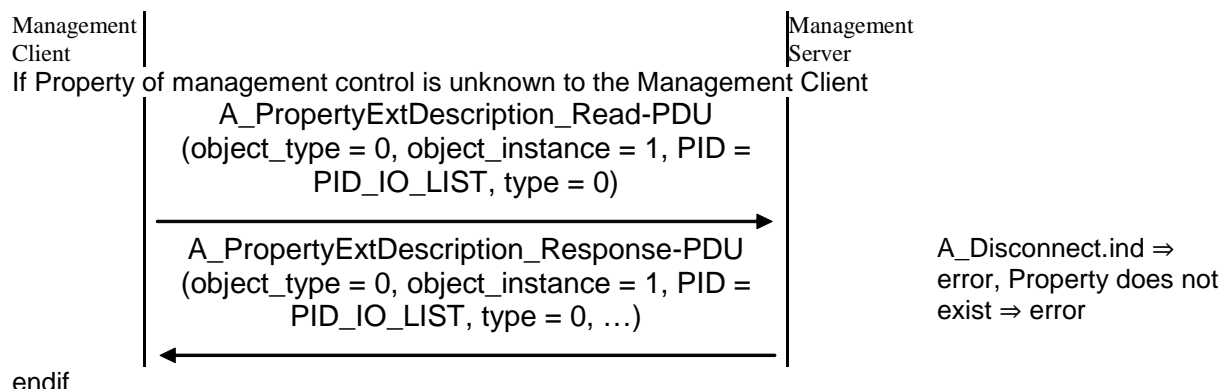 Management
Client
Management
Server
If Property of management control is unknown to the Management Client
A_PropertyExtDescription_Read-PDU
(object_type = 0, object_instance = 1, PID =
PID_IO_LIST, type = 0)
A_PropertyExtDescription_Response-PDU
(object_type = 0, object_instance = 1, PID =
PID_IO_LIST, type = 0, …)
A_Disconnect.ind ⇒
error, Property does not
exist ⇒ error
endif